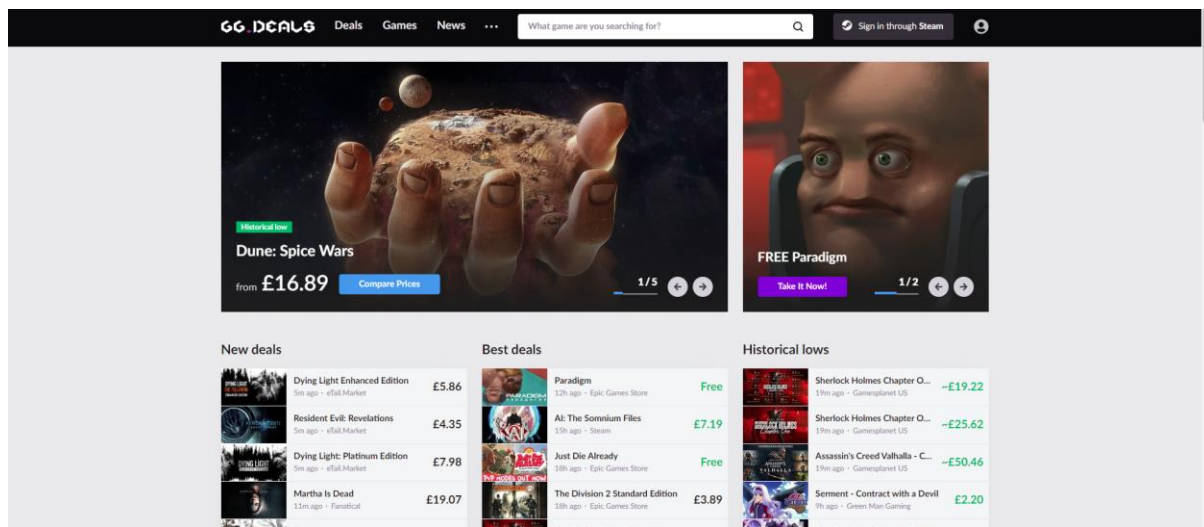 GG.DEALS Deals Games News ... What game are you searching for? Sign in through Steam
Historical low
Dune: Spice Wars
from £16.89 Compare Prices
1/5
FREE Paradigm
Take It Now!
1/2
New deals
Dying Light Enhanced Edition
5m ago · eTail.Market
£5.86
Resident Evil: Revelations
5m ago · eTail.Market
£4.35
Dying Light: Platinum Edition
5m ago · eTail.Market
£7.98
Martha Is Dead
11m ago · Fanatical
£19.07
Best deals
PARADIGM
Paradigm
12h ago · Epic Games Store
Free
AI: The Somnium Files
15h ago · Steam
£7.19
Just Die Already
18h ago · Epic Games Store
Free
The Division 2 Standard Edition
18h ago · Epic Games Store
£3.89
Historical lows
Sherlock Holmes Chapter O...
19m ago · Gamesplanet US
~£19.22
Sherlock Holmes Chapter O...
19m ago · Gamesplanet US
~£25.62
Assassin's Creed Valhalla - C...
19m ago · Gamesplanet US
~£50.46
Serment - Contract with a Devil
9h ago · Green Man Gaming
£2.20